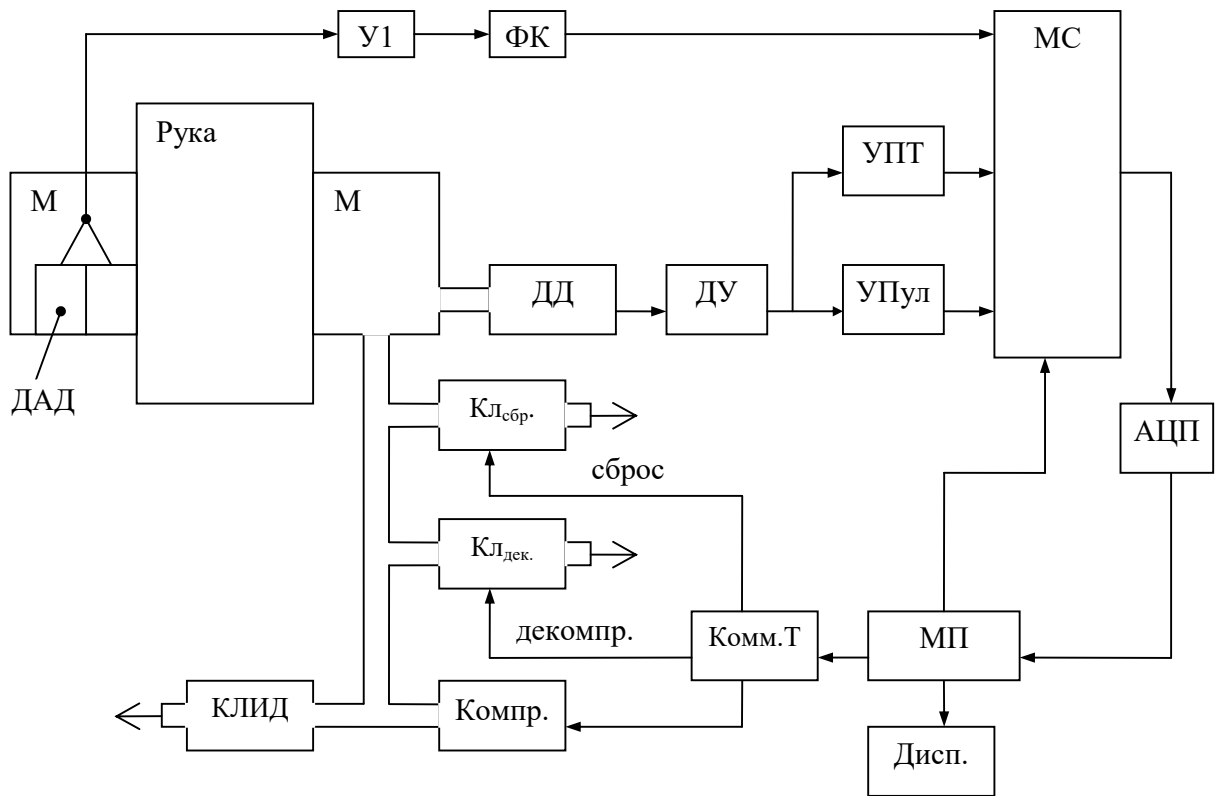 У1
ФК
МС
Рука
М
М
УПТ
ДД
ДУ
УПул
ДАД
Клсбр.
АЦП
сброс
Клдек.
декомпр.
Комм.Т
МП
КЛИД
Компр.
Дисп.